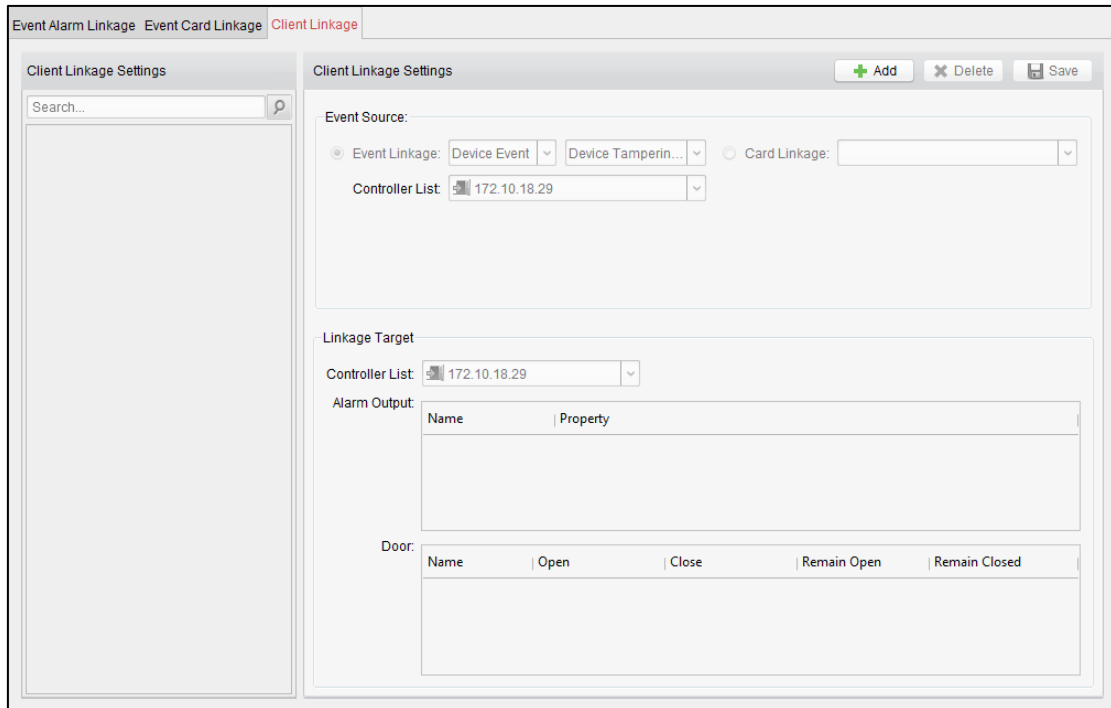 Event Alarm Linkage Event Card Linkage Client Linkage
Client Linkage Settings
Search...
Client Linkage Settings
Add Delete Save
Event Source:
Event Linkage: Device Event Device Tamperin... Card Linkage:
Controller List: 172.10.18.29
Linkage Target
Controller List: 172.10.18.29
Alarm Output:
Name Property
Door:
Name Open Close Remain Open Remain Closed